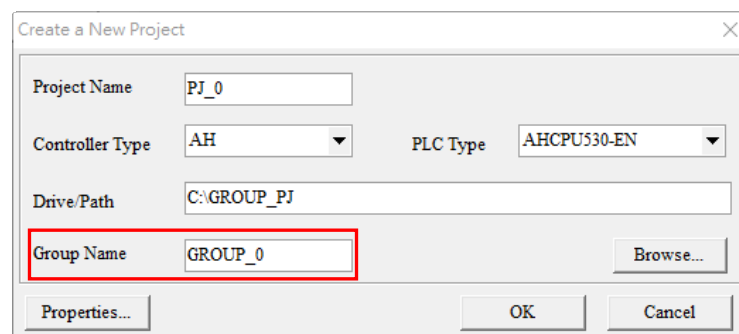 Create a New Project
Project Name PJ_0
Controller Type AH PLC Type AHCPU530-EN
Drive/Path C:\GROUP_PJ
Group Name GROUP_0 Browse...
Properties... OK Cancel